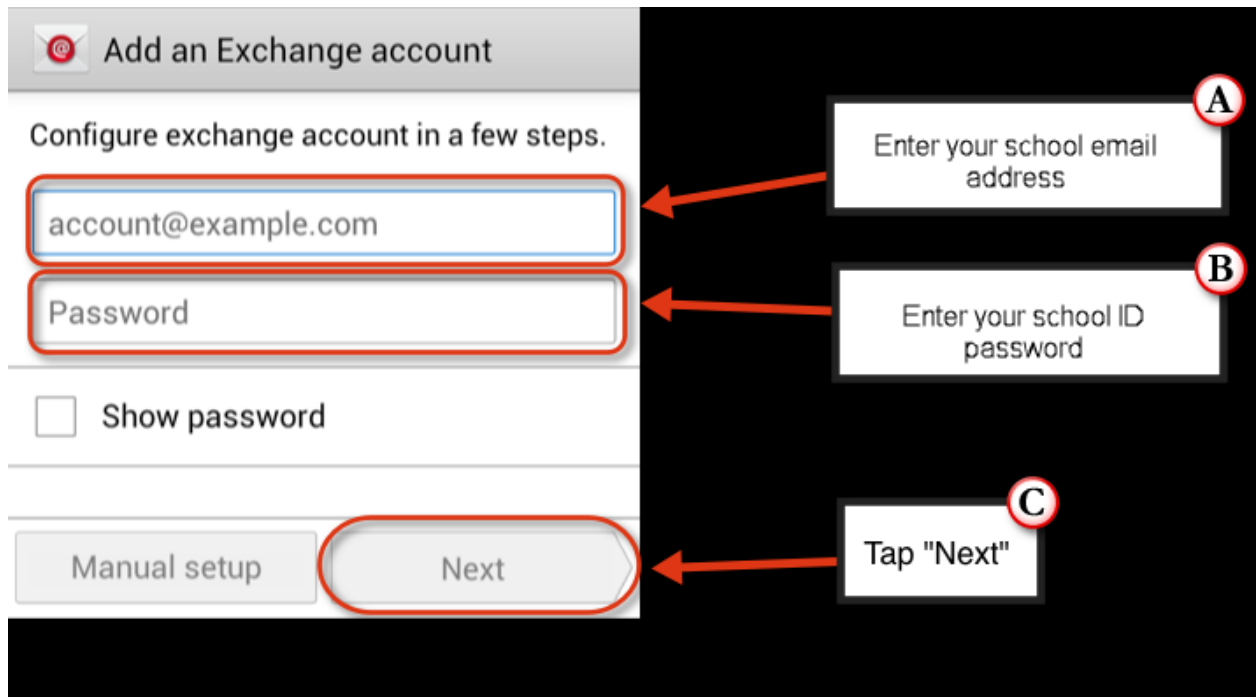 @ Add an Exchange account
Configure exchange account in a few steps.
account@example.com
Password
Show password
Manual setup
Next
A
Enter your school email
address
B
Enter your school ID
password
C
Tap "Next"